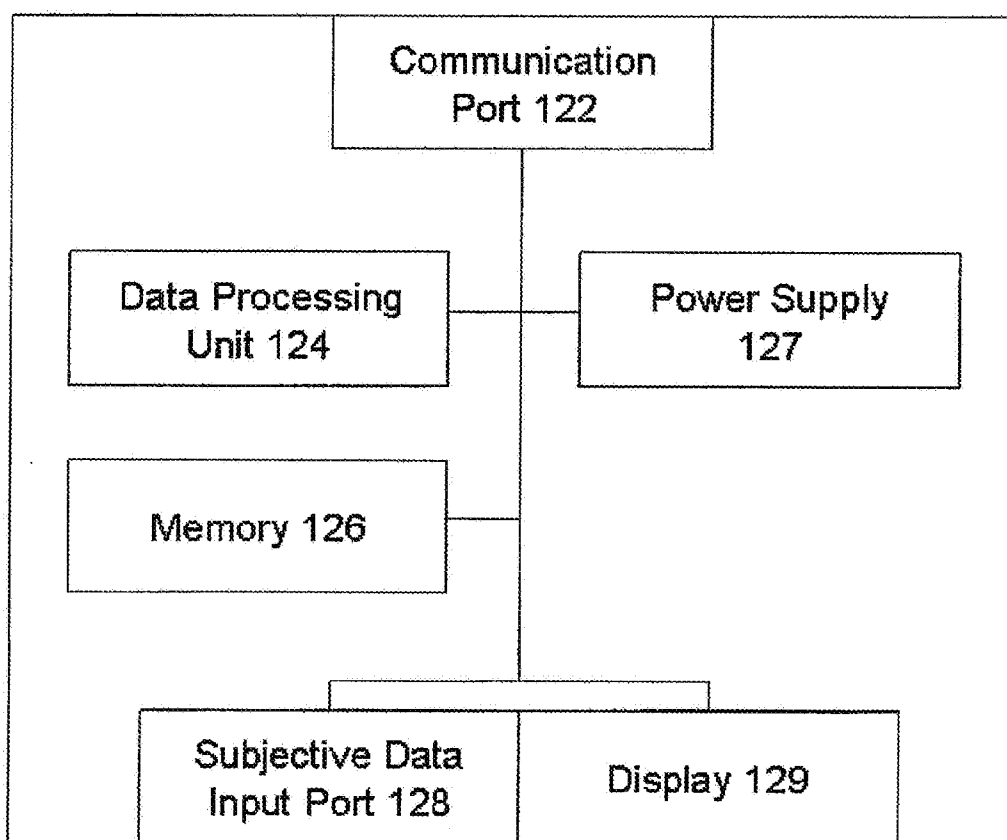 Communication
Port 122
Data Processing
Unit 124
Power Supply
127
Memory 126
Subjective Data
Input Port 128
Display 129